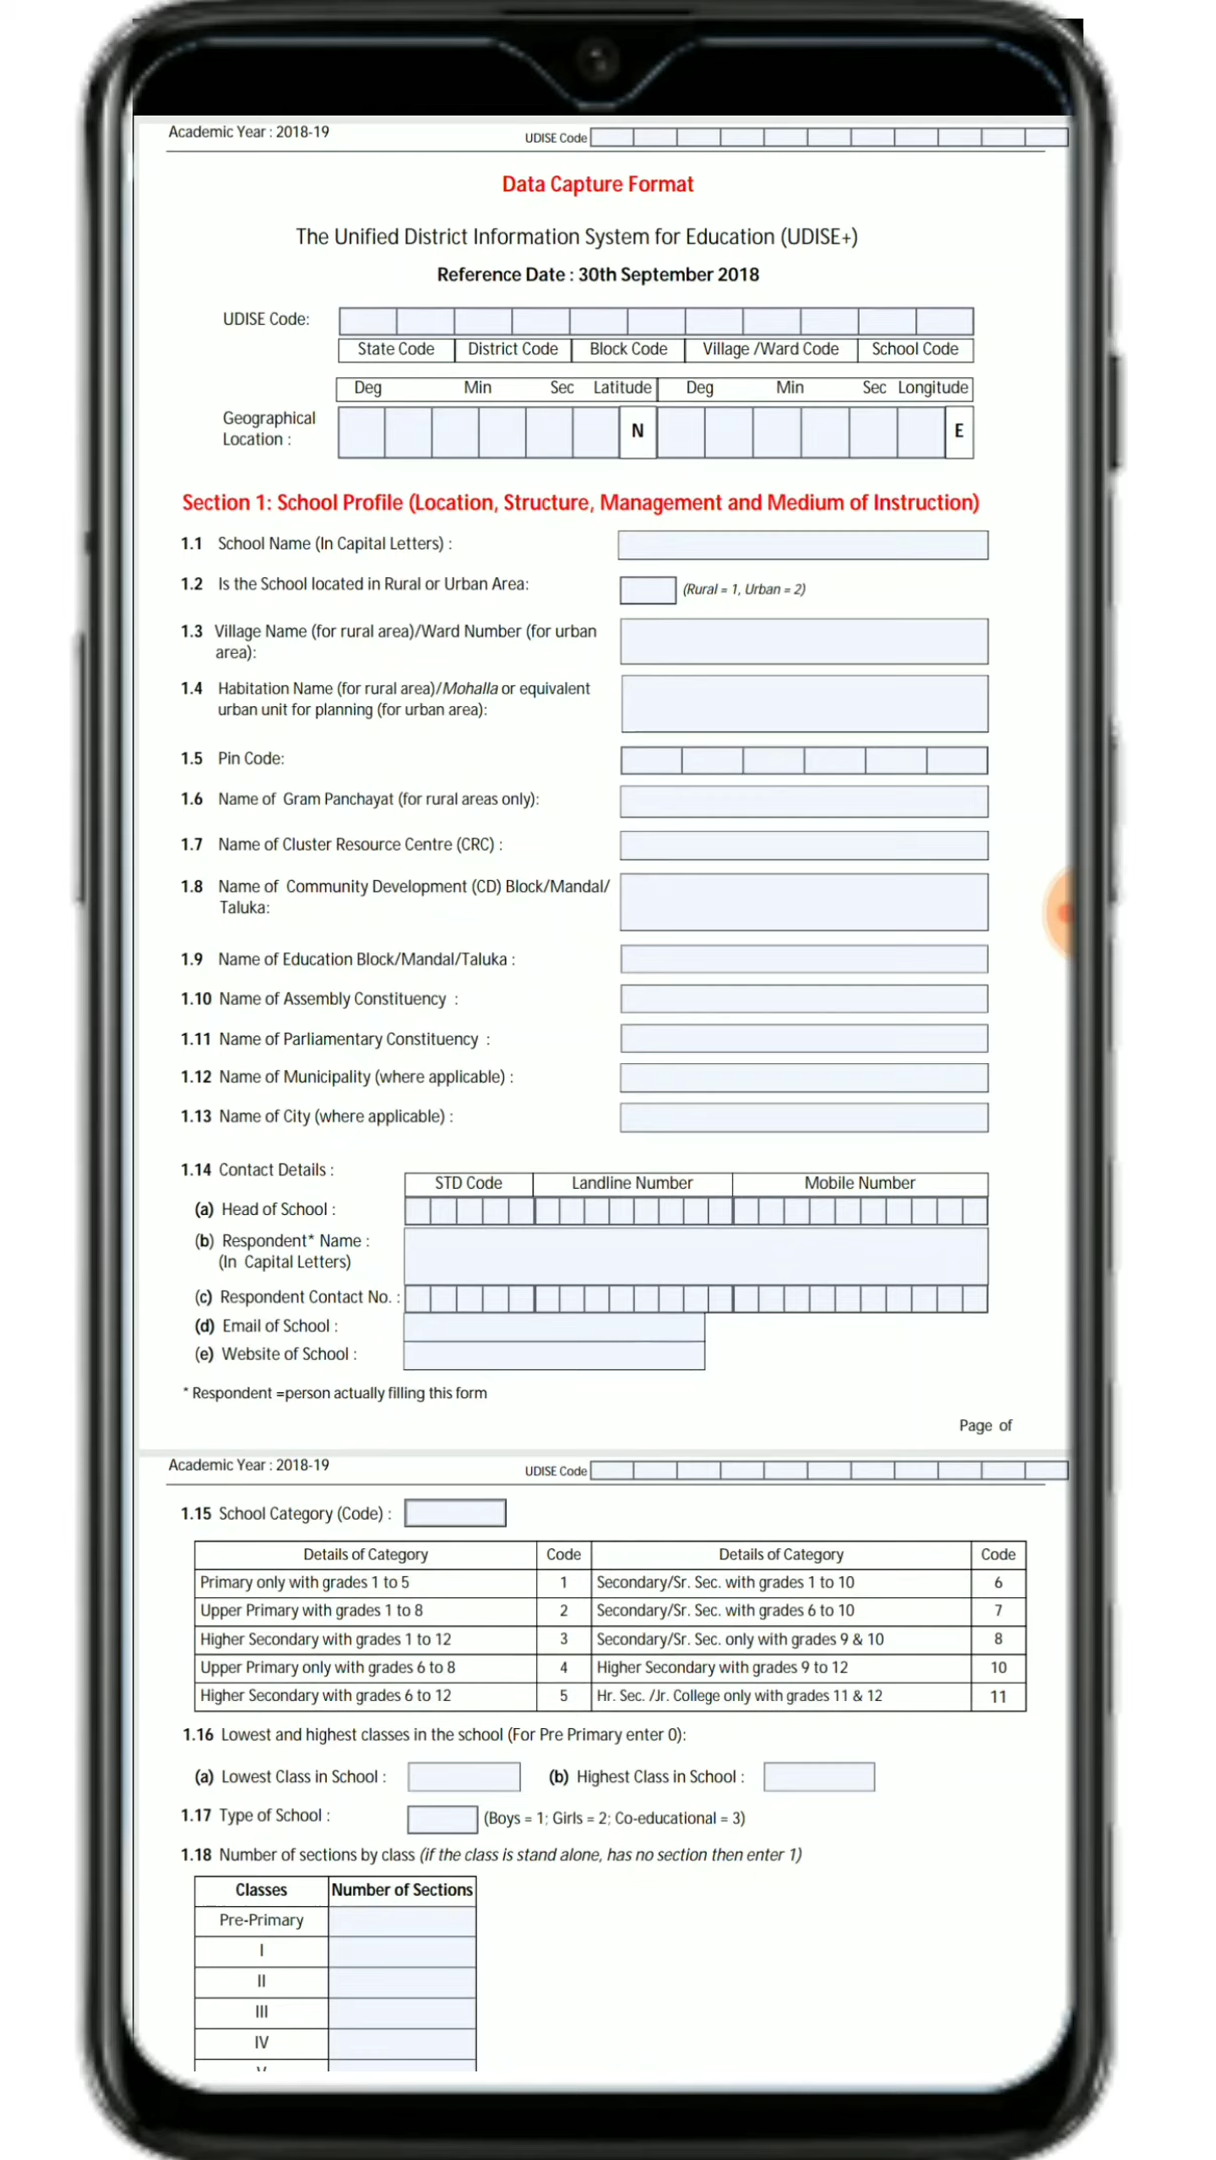 Academic Year : 2018-19
UDISE Code
Data Capture Format
The Unified District Information System for Education (UDISE+)
Reference Date : 30th September 2018
UDISE Code:
State Code District Code Block Code Village /Ward Code School Code
Deg Min Sec Latitude Deg Min Sec Longitude
Geographical
Location :
N E
Section 1: School Profile (Location, Structure, Management and Medium of Instruction)
1.1 School Name (In Capital Letters) :
1.2 Is the School located in Rural or Urban Area: (Rural = 1, Urban = 2)
1.3 Village Name (for rural area)/Ward Number (for urban
area):
1.4 Habitation Name (for rural area)/Mohalla or equivalent
urban unit for planning (for urban area):
1.5 Pin Code:
1.6 Name of Gram Panchayat (for rural areas only):
1.7 Name of Cluster Resource Centre (CRC) :
1.8 Name of Community Development (CD) Block/Mandal/
Taluka:
1.9 Name of Education Block/Mandal/Taluka :
1.10 Name of Assembly Constituency :
1.11 Name of Parliamentary Constituency :
1.12 Name of Municipality (where applicable) :
1.13 Name of City (where applicable) :
1.14 Contact Details :
STD Code Landline Number Mobile Number
(a) Head of School :
(b) Respondent* Name :
(In Capital Letters)
(c) Respondent Contact No. :
(d) Email of School :
(e) Website of School :
* Respondent =person actually filling this form
Page of
Academic Year : 2018-19
UDISE Code
1.15 School Category (Code) :
Details of Category Code Details of Category Code
Primary only with grades 1 to 5 1 Secondary/Sr. Sec. with grades 1 to 10 6
Upper Primary with grades 1 to 8 2 Secondary/Sr. Sec. with grades 6 to 10 7
Higher Secondary with grades 1 to 12 3 Secondary/Sr. Sec. only with grades 9 & 10 8
Upper Primary only with grades 6 to 8 4 Higher Secondary with grades 9 to 12 10
Higher Secondary with grades 6 to 12 5 Hr. Sec. /Jr. College only with grades 11 & 12 11
1.16 Lowest and highest classes in the school (For Pre Primary enter 0):
(a) Lowest Class in School : (b) Highest Class in School :
1.17 Type of School : (Boys = 1; Girls = 2; Co-educational = 3)
1.18 Number of sections by class (if the class is stand alone, has no section then enter 1)
Classes Number of Sections
Pre-Primary
I
II
III
IV